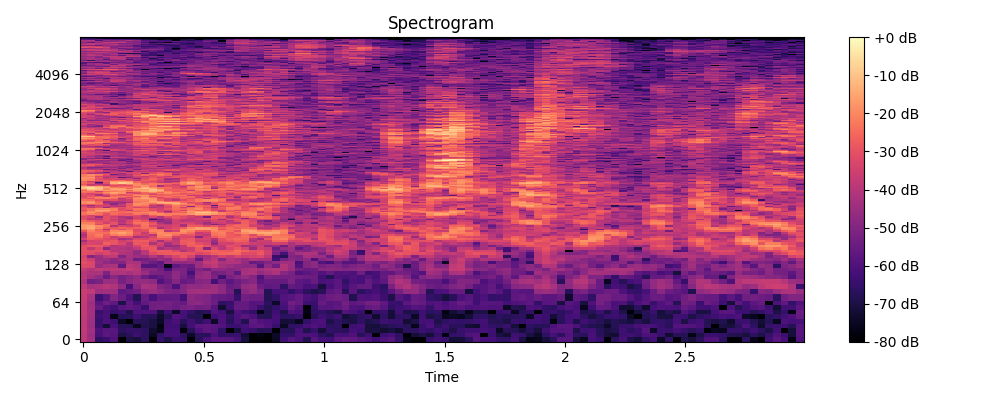 Spectrogram
Hz
4096
2048
1024
512
256
128
64
0
0
0.5
1
1.5
2
2.5
Time
+0 dB
-10 dB
-20 dB
-30 dB
-40 dB
-50 dB
-60 dB
-70 dB
-80 dB